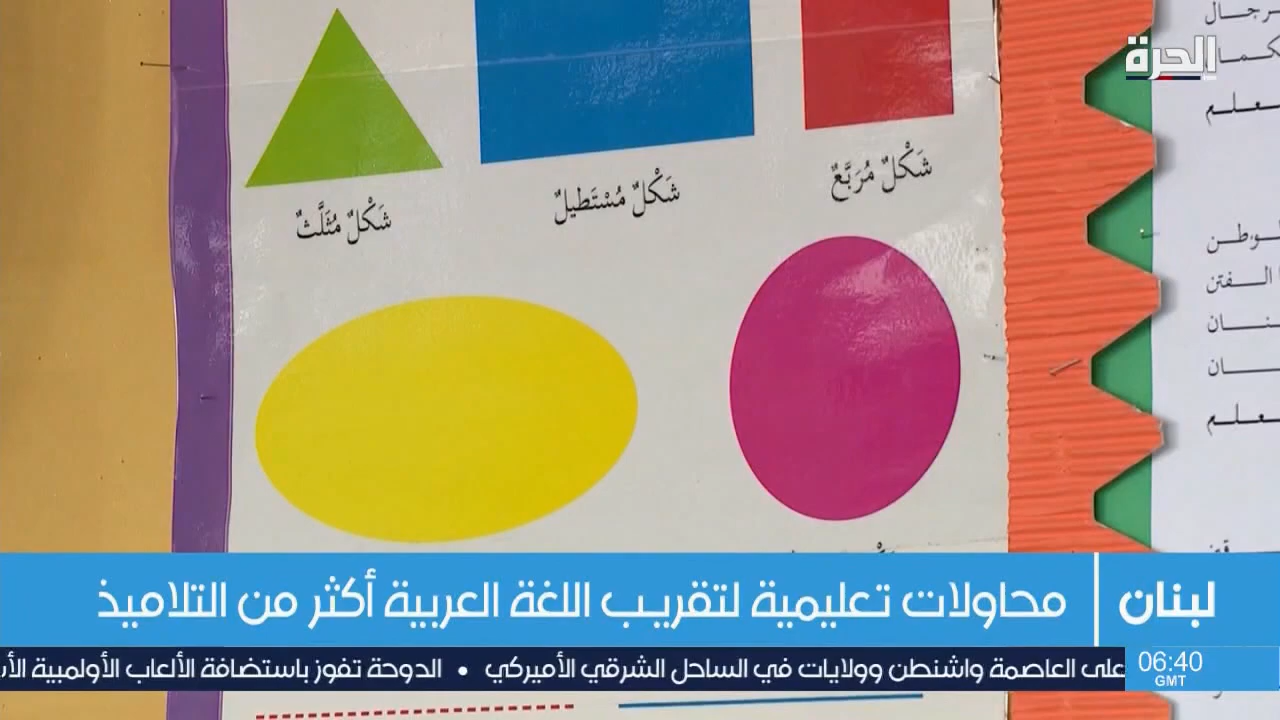 الحرة
شَكْلٌ مُرَبَّعٌ
شَكْلٌ مُسْتَطيلٌ
شَكْلٌ مُثَلَّثٌ
لبنان
محاولات تعليمية لتقريب اللغة العربية أكثر من التلاميذ
على العاصمة واشنطن وولايات في الساحل الشرقي الأميركي • الدوحة تفوز باستضافة الألعاب الأولمبية
06:40
GMT